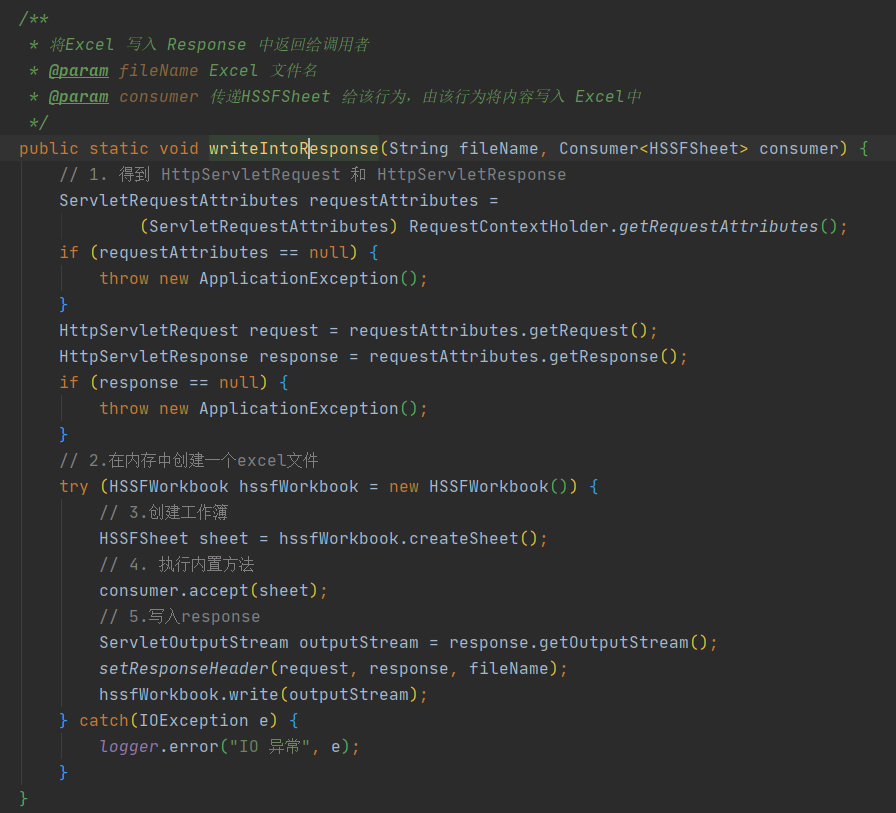 /**
 * 将Excel 写入 Response 中返回给调用者
 * @param fileName Excel 文件名
 * @param consumer 传递HSSFSheet 给该行为，由该行为将内容写入 Excel中
 */
public static void writeIntoResponse(String fileName, Consumer<HSSFSheet> consumer) {
    // 1. 得到 HttpServletRequest 和 HttpServletResponse
    ServletRequestAttributes requestAttributes =
            (ServletRequestAttributes) RequestContextHolder.getRequestAttributes();
    if (requestAttributes == null) {
        throw new ApplicationException();
    }
    HttpServletRequest request = requestAttributes.getRequest();
    HttpServletResponse response = requestAttributes.getResponse();
    if (response == null) {
        throw new ApplicationException();
    }
    // 2.在内存中创建一个excel文件
    try (HSSFWorkbook hssfWorkbook = new HSSFWorkbook()) {
        // 3.创建工作簿
        HSSFSheet sheet = hssfWorkbook.createSheet();
        // 4. 执行内置方法
        consumer.accept(sheet);
        // 5.写入response
        ServletOutputStream outputStream = response.getOutputStream();
        setResponseHeader(request, response, fileName);
        hssfWorkbook.write(outputStream);
    } catch(IOException e) {
        logger.error("IO 异常", e);
    }
}